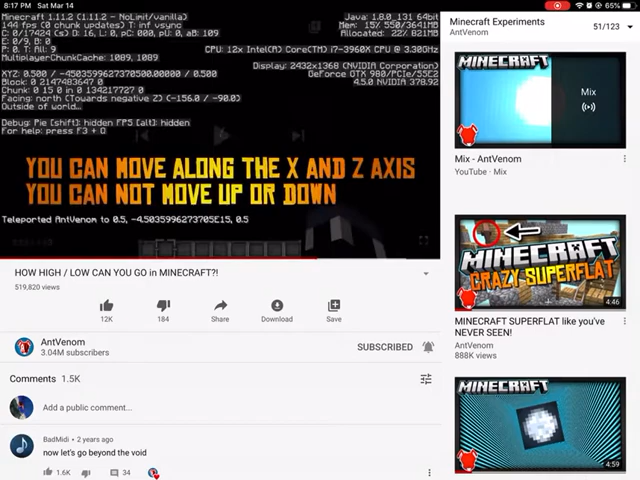 8:17 PM Sat Mar 14
65%
Minecraft 1.11.2 (1.11.2 - NoLint/vanilla)
144 fps (0 chunk updates) T: inf vsync
C: 0/17424 (s) D: 16, L: 0, pC: 000, pU: 0, aB: 109
E: 0/9, B: 0
P: 0. T: All: 9
MultiplayerChunkCache: 1089, 1089
XYZ: 0.500 / -4503599627370500.00000 / 0.500
Block: 0 2147483647 0
Chunk: 0 15 0 in 0 134217727 0
Facing: north (Towards negative Z) (-156.0 / -90.0)
Outside of world...
Debug: Pie [shift]: hidden FPS [alt]: hidden
For help: press F3 + Q
Java: 1.8.0_131 64bit
Mem: 15% 550/3641MB
Allocated: 22% 821MB
CPU: 12x Intel(R) Core(TM) i7-3960X CPU @ 3.30GHz
Display: 2432x1368 (NVIDIA Corporation)
GeForce GTX 980/PCIe/SSE2
4.5.0 NVIDIA 378.92
YOU CAN MOVE ALONG THE X AND Z AXIS
YOU CAN NOT MOVE UP OR DOWN
Teleported AntVenom to 0.5, -4.5035996273705E15, 0.5
HOW HIGH / LOW CAN YOU GO in MINECRAFT?!
519,820 views
12K
184
Share
Download
Save
AntVenom
3.04M subscribers
SUBSCRIBED
Comments 1.5K
Add a public comment...
BadMidi • 2 years ago
now let's go beyond the void
1.6K
34
Minecraft Experiments
AntVenom
51/123
MINECRAFT
Mix
Mix - AntVenom
YouTube · Mix
MINECRAFT
CRAZY SUPERFLAT
4:46
MINECRAFT SUPERFLAT like you've
NEVER SEEN!
AntVenom
888K views
MINECRAFT
4:59